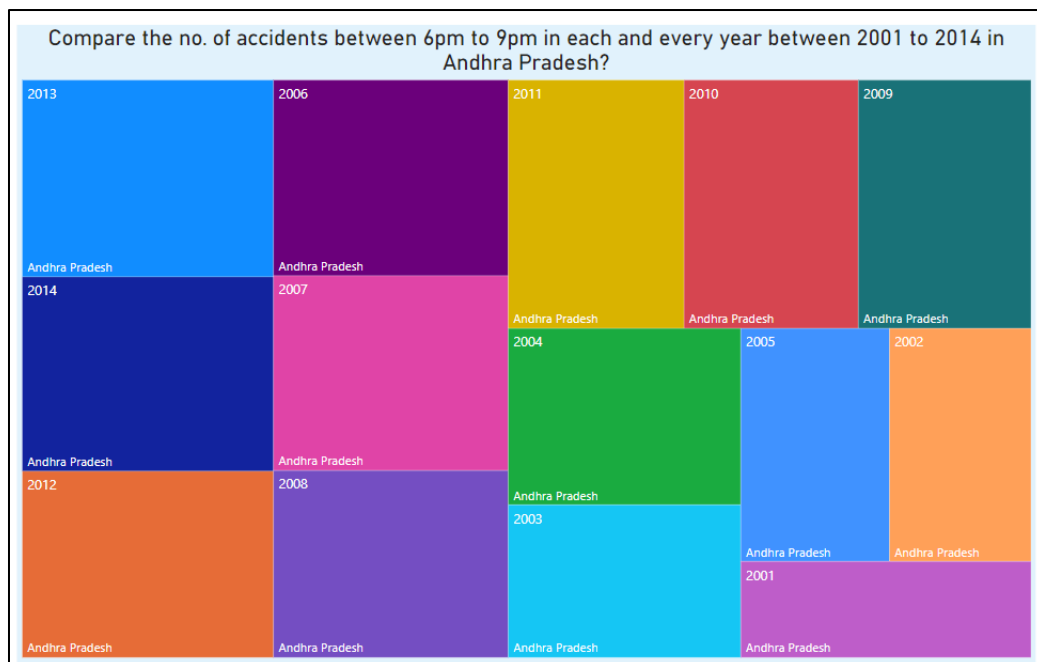 Compare the no. of accidents between 6pm to 9pm in each and every year between 2001 to 2014 in
Andhra Pradesh?
2013
Andhra Pradesh
2014
Andhra Pradesh
2012
Andhra Pradesh
2006
Andhra Pradesh
2007
Andhra Pradesh
2008
Andhra Pradesh
2011
Andhra Pradesh
2010
Andhra Pradesh
2009
Andhra Pradesh
2004
Andhra Pradesh
2003
Andhra Pradesh
2005
Andhra Pradesh
2002
Andhra Pradesh
2001
Andhra Pradesh